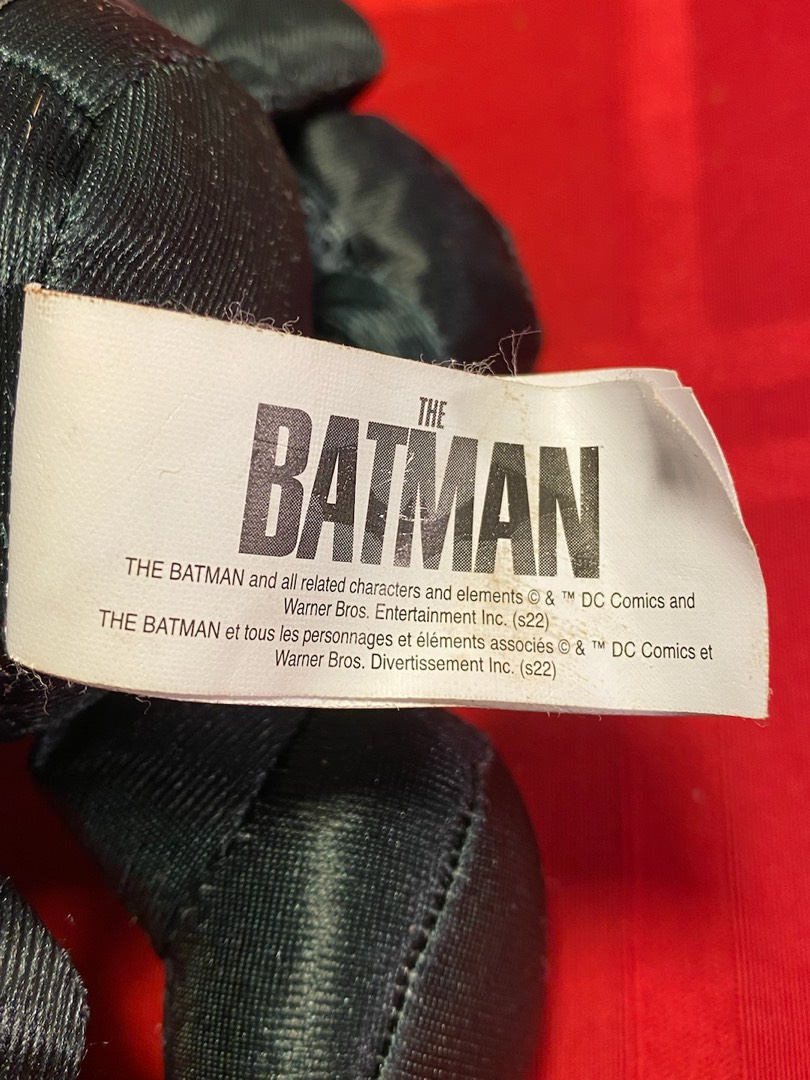 THE
BATMAN
THE BATMAN and all related characters and elements © & ™ DC Comics and
Warner Bros. Entertainment Inc. (s22)
THE BATMAN et tous les personnages et éléments associés © & ™ DC Comics et
Warner Bros. Divertissement Inc. (s22)